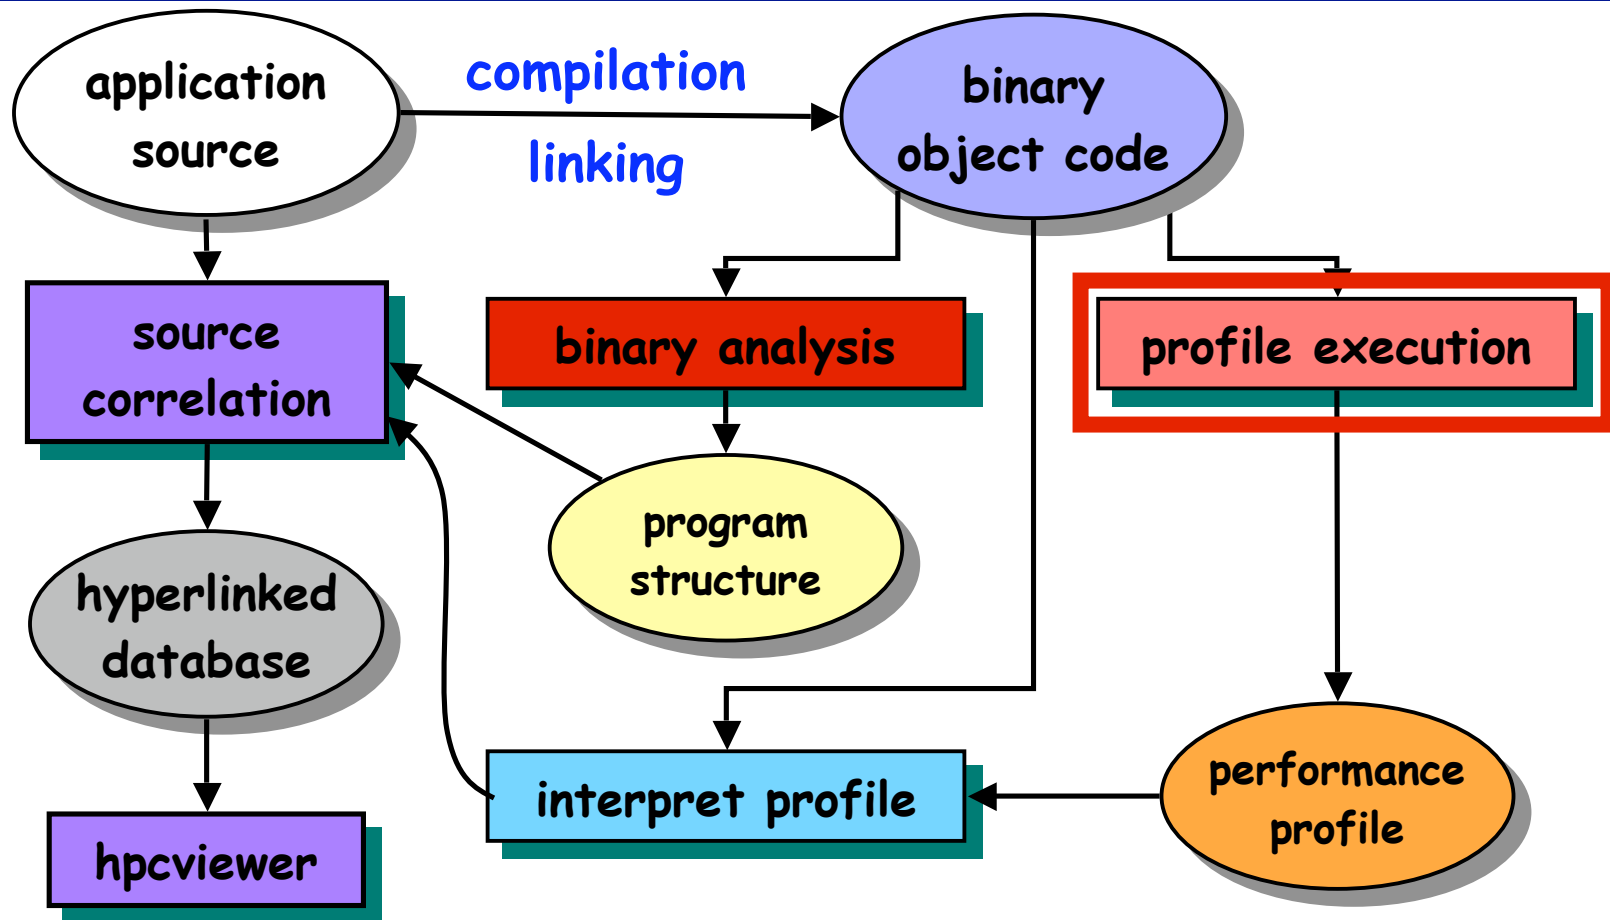 application
source
compilation
linking
binary
object code
source
correlation
binary analysis
profile execution
program
structure
hyperlinked
database
interpret profile
performance
profile
hpcviewer